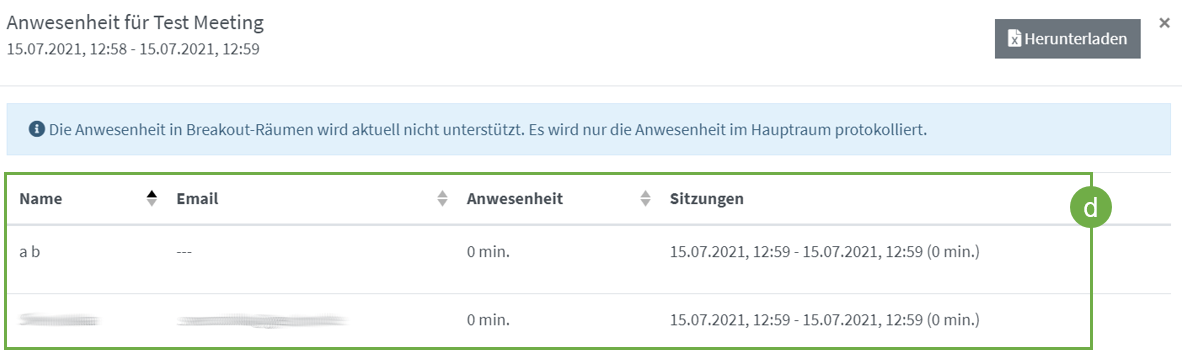 Anwesenheit für Test Meeting
15.07.2021, 12:58 - 15.07.2021, 12:59
Herunterladen
×
Die Anwesenheit in Breakout-Räumen wird aktuell nicht unterstützt. Es wird nur die Anwesenheit im Hauptraum protokolliert.
Name Email Anwesenheit Sitzungen
d
a b --- 0 min. 15.07.2021, 12:59 - 15.07.2021, 12:59 (0 min.)
0 min. 15.07.2021, 12:59 - 15.07.2021, 12:59 (0 min.)